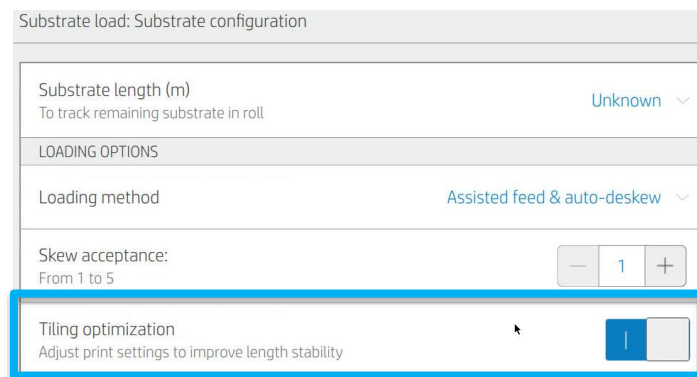 Substrate load: Substrate configuration
Substrate length (m)
Unknown
To track remaining substrate in roll
LOADING OPTIONS
Loading method
Assisted feed & auto-deskew
Skew acceptance:
1
From 1 to 5
Tiling optimization
Adjust print settings to improve length stability